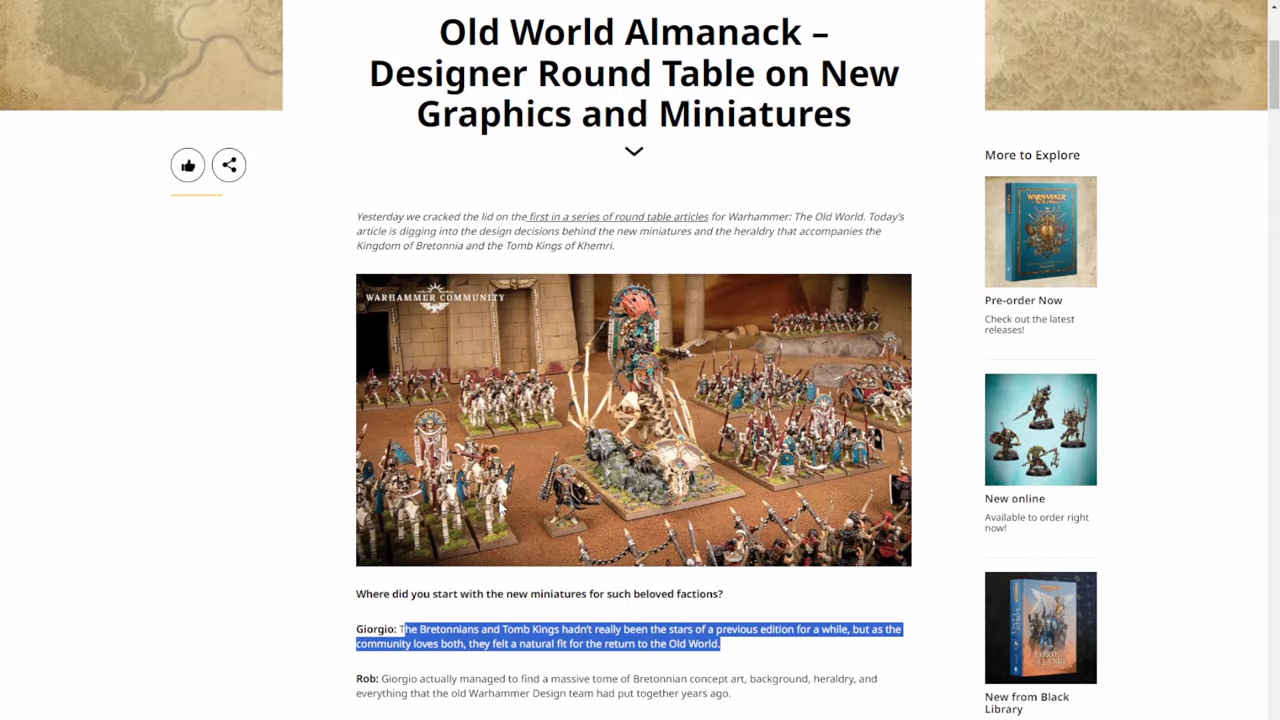 Old World Almanack –
Designer Round Table on New
Graphics and Miniatures
Yesterday we cracked the lid on the first in a series of round table articles for Warhammer: The Old World. Today's
article is digging into the design decisions behind the new miniatures and the heraldry that accompanies the
Kingdom of Bretonnia and the Tomb Kings of Khemri.
WARHAMMER COMMUNITY
Where did you start with the new miniatures for such beloved factions?
Giorgio: The Bretonnians and Tomb Kings hadn't really been the stars of a previous edition for a while, but as the
community loves both, they felt a natural fit for the return to the Old World.
Rob: Giorgio actually managed to find a massive tome of Bretonnian concept art, background, heraldry, and
everything that the old Warhammer Design team had put together years ago.
More to Explore
WARHAMMER
Pre-order Now
Check out the latest
releases!
New online
Available to order right
now!
New from Black
Library